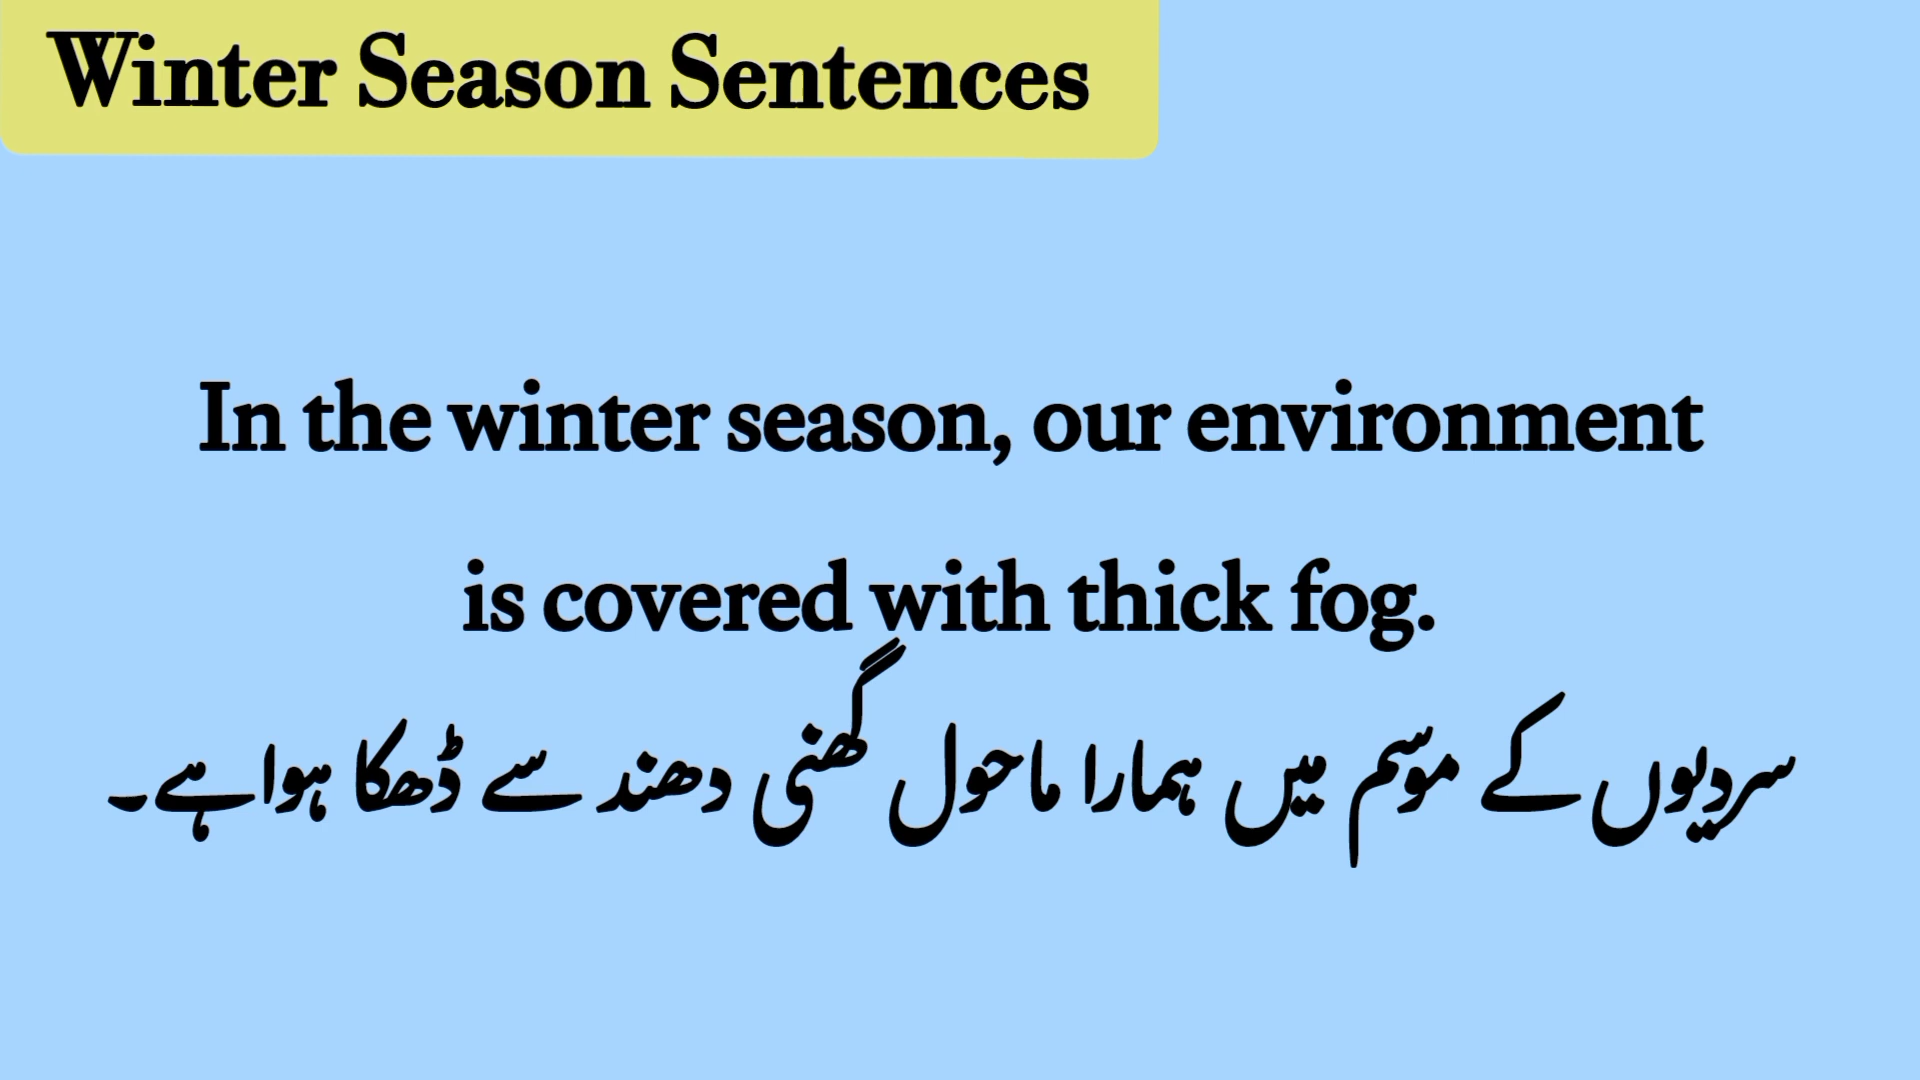 Winter Season Sentences
In the winter season, our environment
is covered with thick fog.
سردیوں کے موسم میں ہمارا ماحول گھنی دھند سے ڈھکا ہوا ہے۔